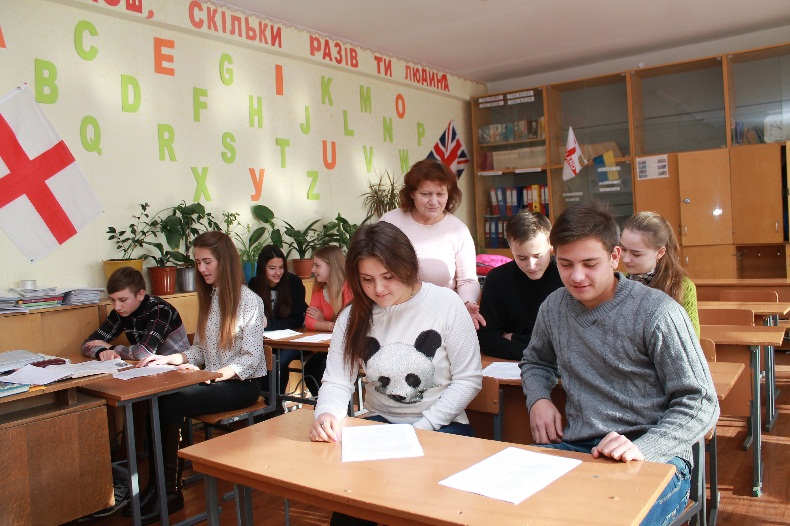 СКІЛЬКИ РАЗІВ ТИ ЛЮДИНА
A C E G I K M O
B D F H J L N P
Q R S T U V W
X Y Z